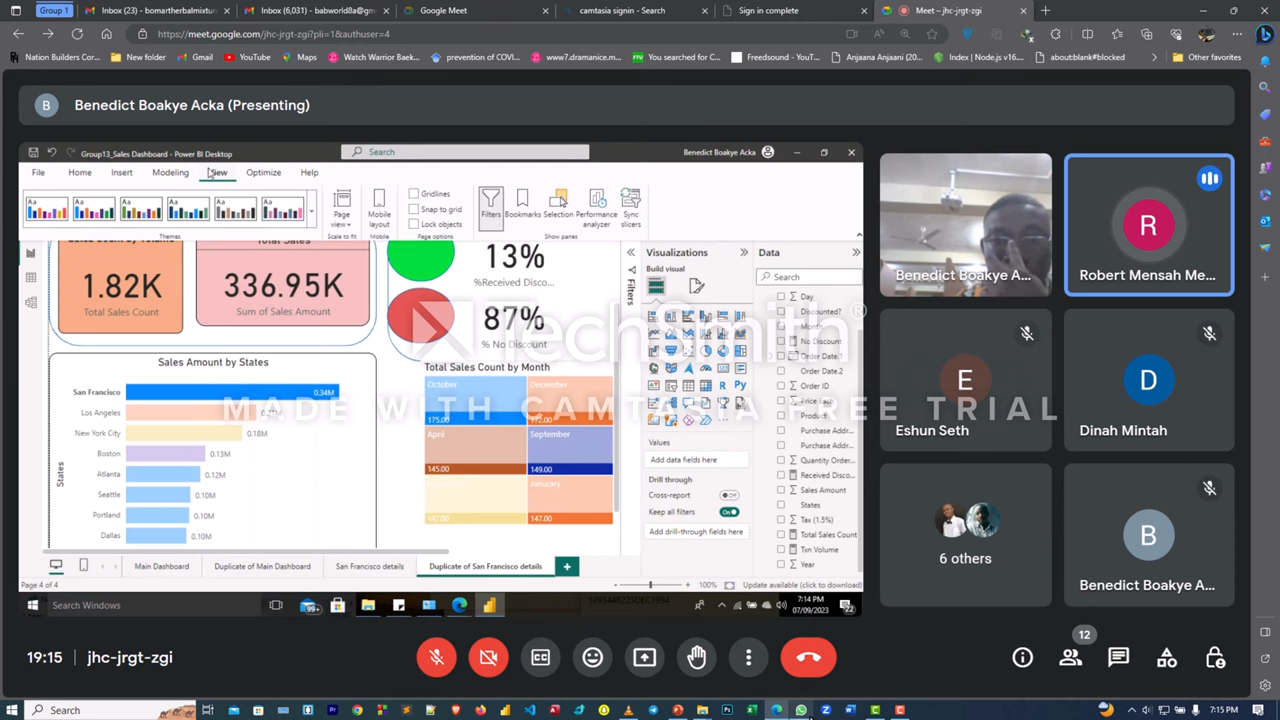 Group 1
Inbox (23) - bomartherbalmixtur
Inbox (6,031) - babworld8a@gm
Google Meet
camtasia signin - Search
Sign in complete
Meet – jhc-jrgt-zgi
https://meet.google.com/jhc-jrgt-zgi?pli=1&authuser=4
Nation Builders Cou...
New folder
Gmail
YouTube
Maps
Watch Warrior Baek...
prevention of COVI...
www7.dramanice.m...
You searched for C...
Freedsound - YouT...
Anjaana Anjaani (20...
Index | Node.js v16....
about:blank#blocked
Other favorites
B
Benedict Boakye Acka (Presenting)
Group13_Sales Dashboard - Power BI Desktop
Search
Benedict Boakye Acka
File
Home
Insert
Modeling
View
Optimize
Help
Aa
Aa
Aa
Aa
Aa
Aa
Themes
Page view
Scale to fit
Mobile layout
Mobile
Gridlines
Snap to grid
Lock objects
Page options
Filters
Bookmarks
Selection
Performance analyzer
Sync slicers
Show panes
Total Sales
1.82K
Total Sales Count
336.95K
Sum of Sales Amount
13%
%Received Disco...
87%
% No Discount
Sales Amount by States
States
San Francisco
0.34M
Los Angeles
New York City
0.18M
Boston
0.13M
Atlanta
0.12M
Seattle
0.10M
Portland
0.10M
Dallas
0.10M
Total Sales Count by Month
October
175.00
December
172.00
April
145.00
September
149.00
147.00
January
147.00
Filters
Visualizations
Build visual
Values
Add data fields here
Drill through
Cross-report
Off
Keep all filters
On
Add drill-through fields here
Data
Search
Day
Discounted?
Month
No Discount
Order Date.1
Order Date.2
Order ID
Price Each
Product
Purchase Addr...
Purchase Addr...
Quantity Order...
Received Disco...
Sales Amount
States
Tax (1.5%)
Total Sales Count
Txn Volume
Year
Main Dashboard
Duplicate of Main Dashboard
San Francisco details
Duplicate of San Francisco details
Page 4 of 4
100%
Update available (click to download)
Search Windows
99+
7:14 PM
07/09/2023
22
TechSmith®
MADE WITH CAMTASIA FREE TRIAL
Benedict Boakye A...
R
Robert Mensah Me...
E
Eshun Seth
D
Dinah Mintah
6 others
B
Benedict Boakye A...
19:15
jhc-jrgt-zgi
12
Search
7:15 PM